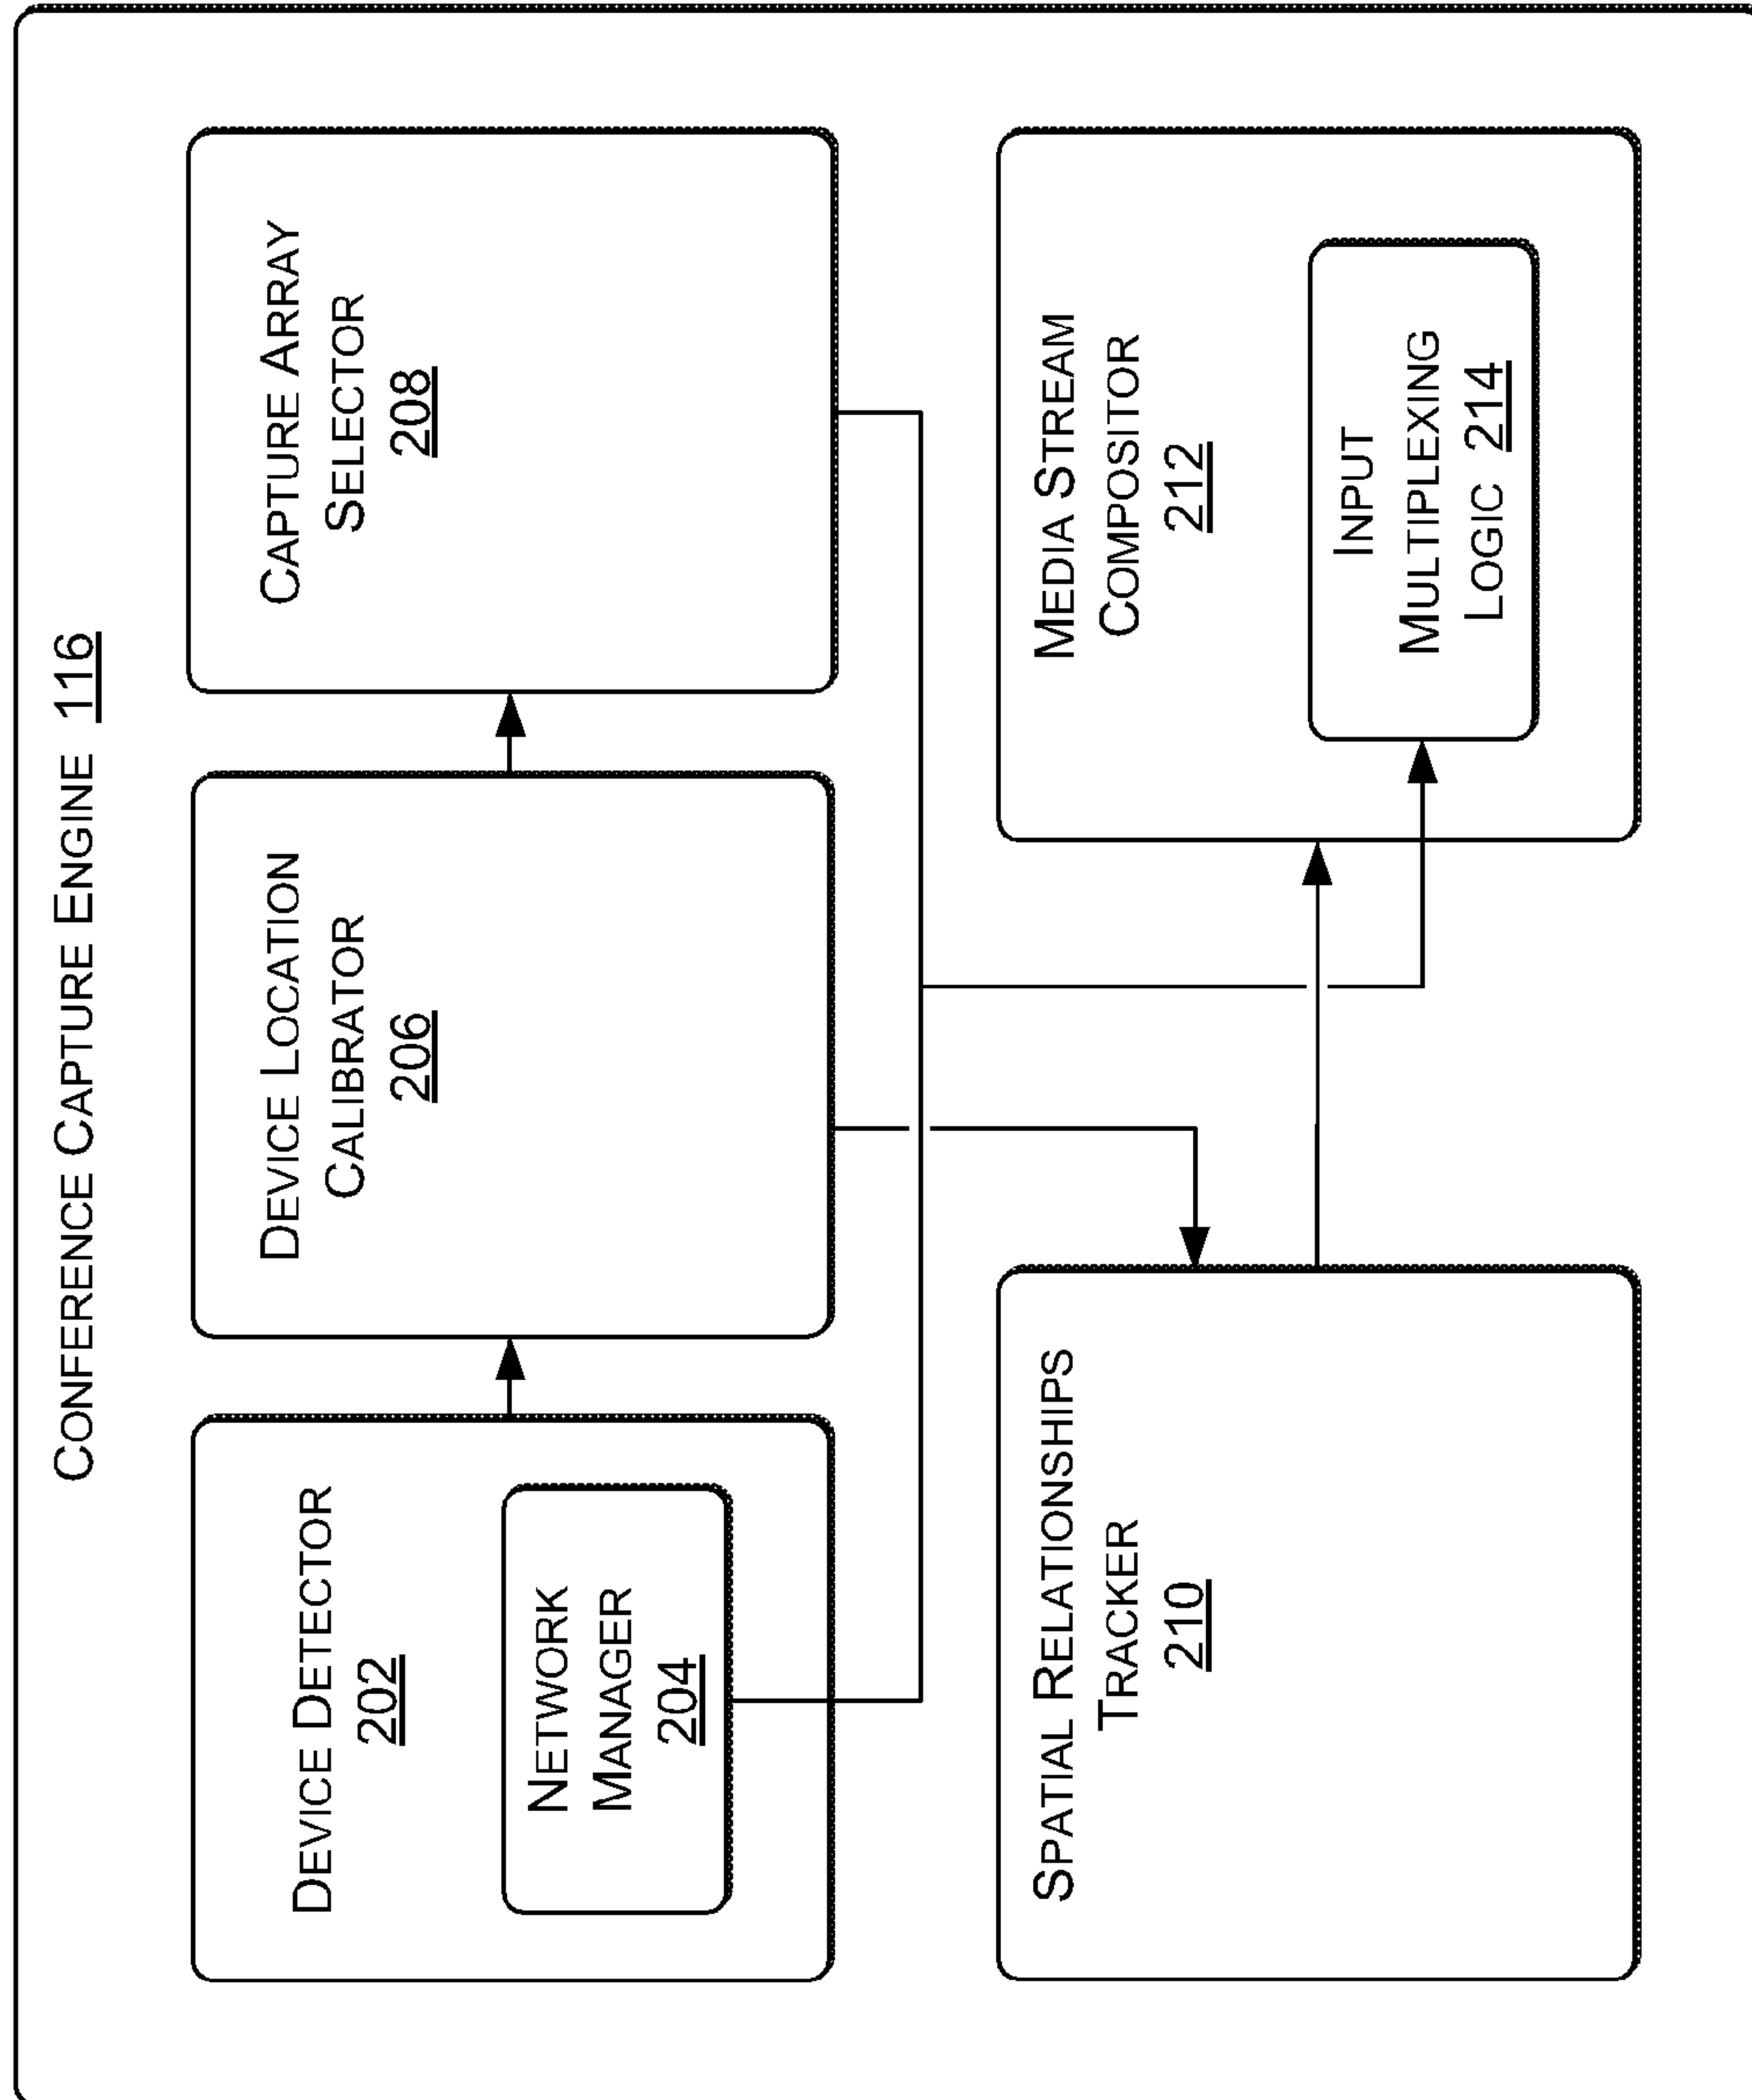 CONFERENCE CAPTURE ENGINE 116
DEVICE DETECTOR
202
NETWORK
MANAGER
204
DEVICE LOCATION
CALIBRATOR
206
CAPTURE ARRAY
SELECTOR
208
SPATIAL RELATIONSHIPS
TRACKER
210
MEDIA STREAM
COMPOSITOR
212
INPUT
MULTIPLEXING
LOGIC 214